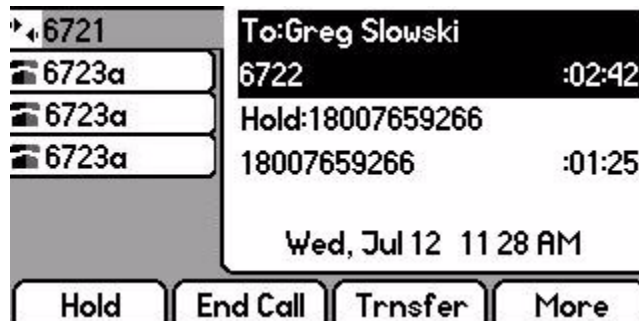 6721
6723a
6723a
6723a
To:Greg Slowski
6722 :02:42
Hold:18007659266
18007659266 :01:25
Wed, Jul 12 11 28 AM
Hold End Call Trnsfer More